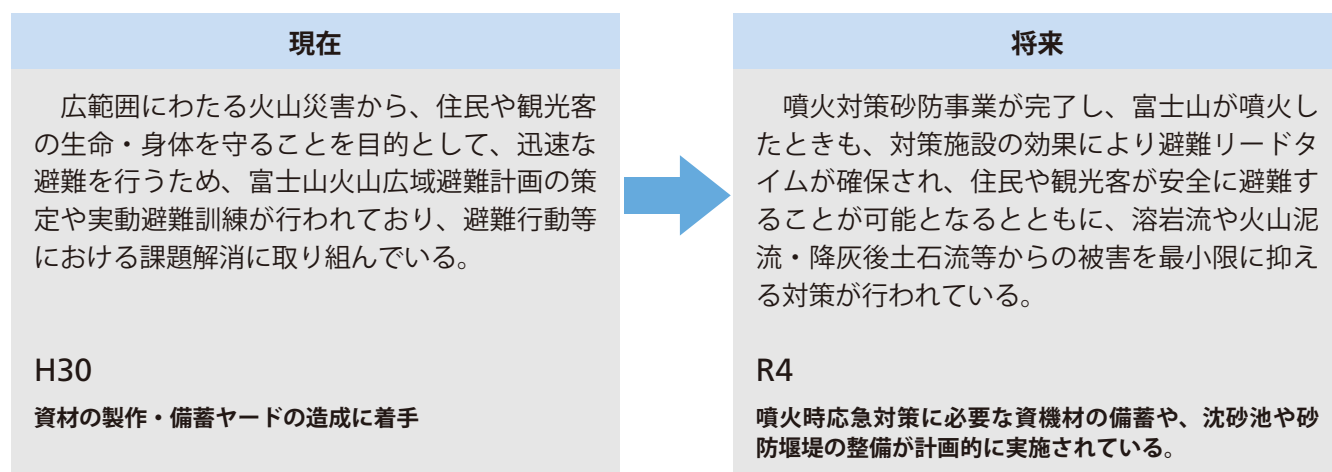 現在
広範囲にわたる火山災害から、住民や観光客
の生命・身体を守ることを目的として、迅速な
避難を行うため、富士山火山広域避難計画の策
定や実動避難訓練が行われており、避難行動等
における課題解消に取り組んでいる。
H30
資材の製作・備蓄ヤードの造成に着手
将来
噴火対策砂防事業が完了し、富士山が噴火し
たときも、対策施設の効果により避難リードタ
イムが確保され、住民や観光客が安全に避難す
ることが可能となるとともに、溶岩流や火山泥
流・降灰後土石流等からの被害を最小限に抑え
る対策が行われている。
R4
噴火時応急対策に必要な資機材の備蓄や、沈砂池や砂
防堰堤の整備が計画的に実施されている。